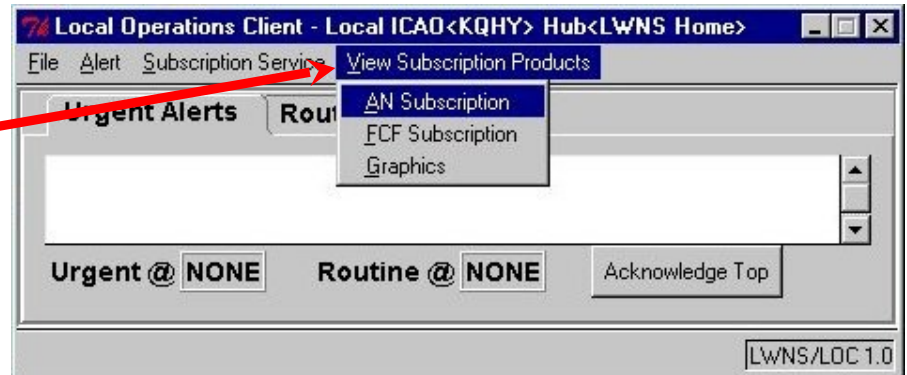 Local Operations Client - Local ICAO<KQHY> Hub<LWNS Home>
File Alert Subscription Service View Subscription Products
AN Subscription
FCF Subscription
Graphics
Urgent Alerts Rout
Urgent @ NONE Routine @ NONE Acknowledge Top
LWNS/LOC 1.0